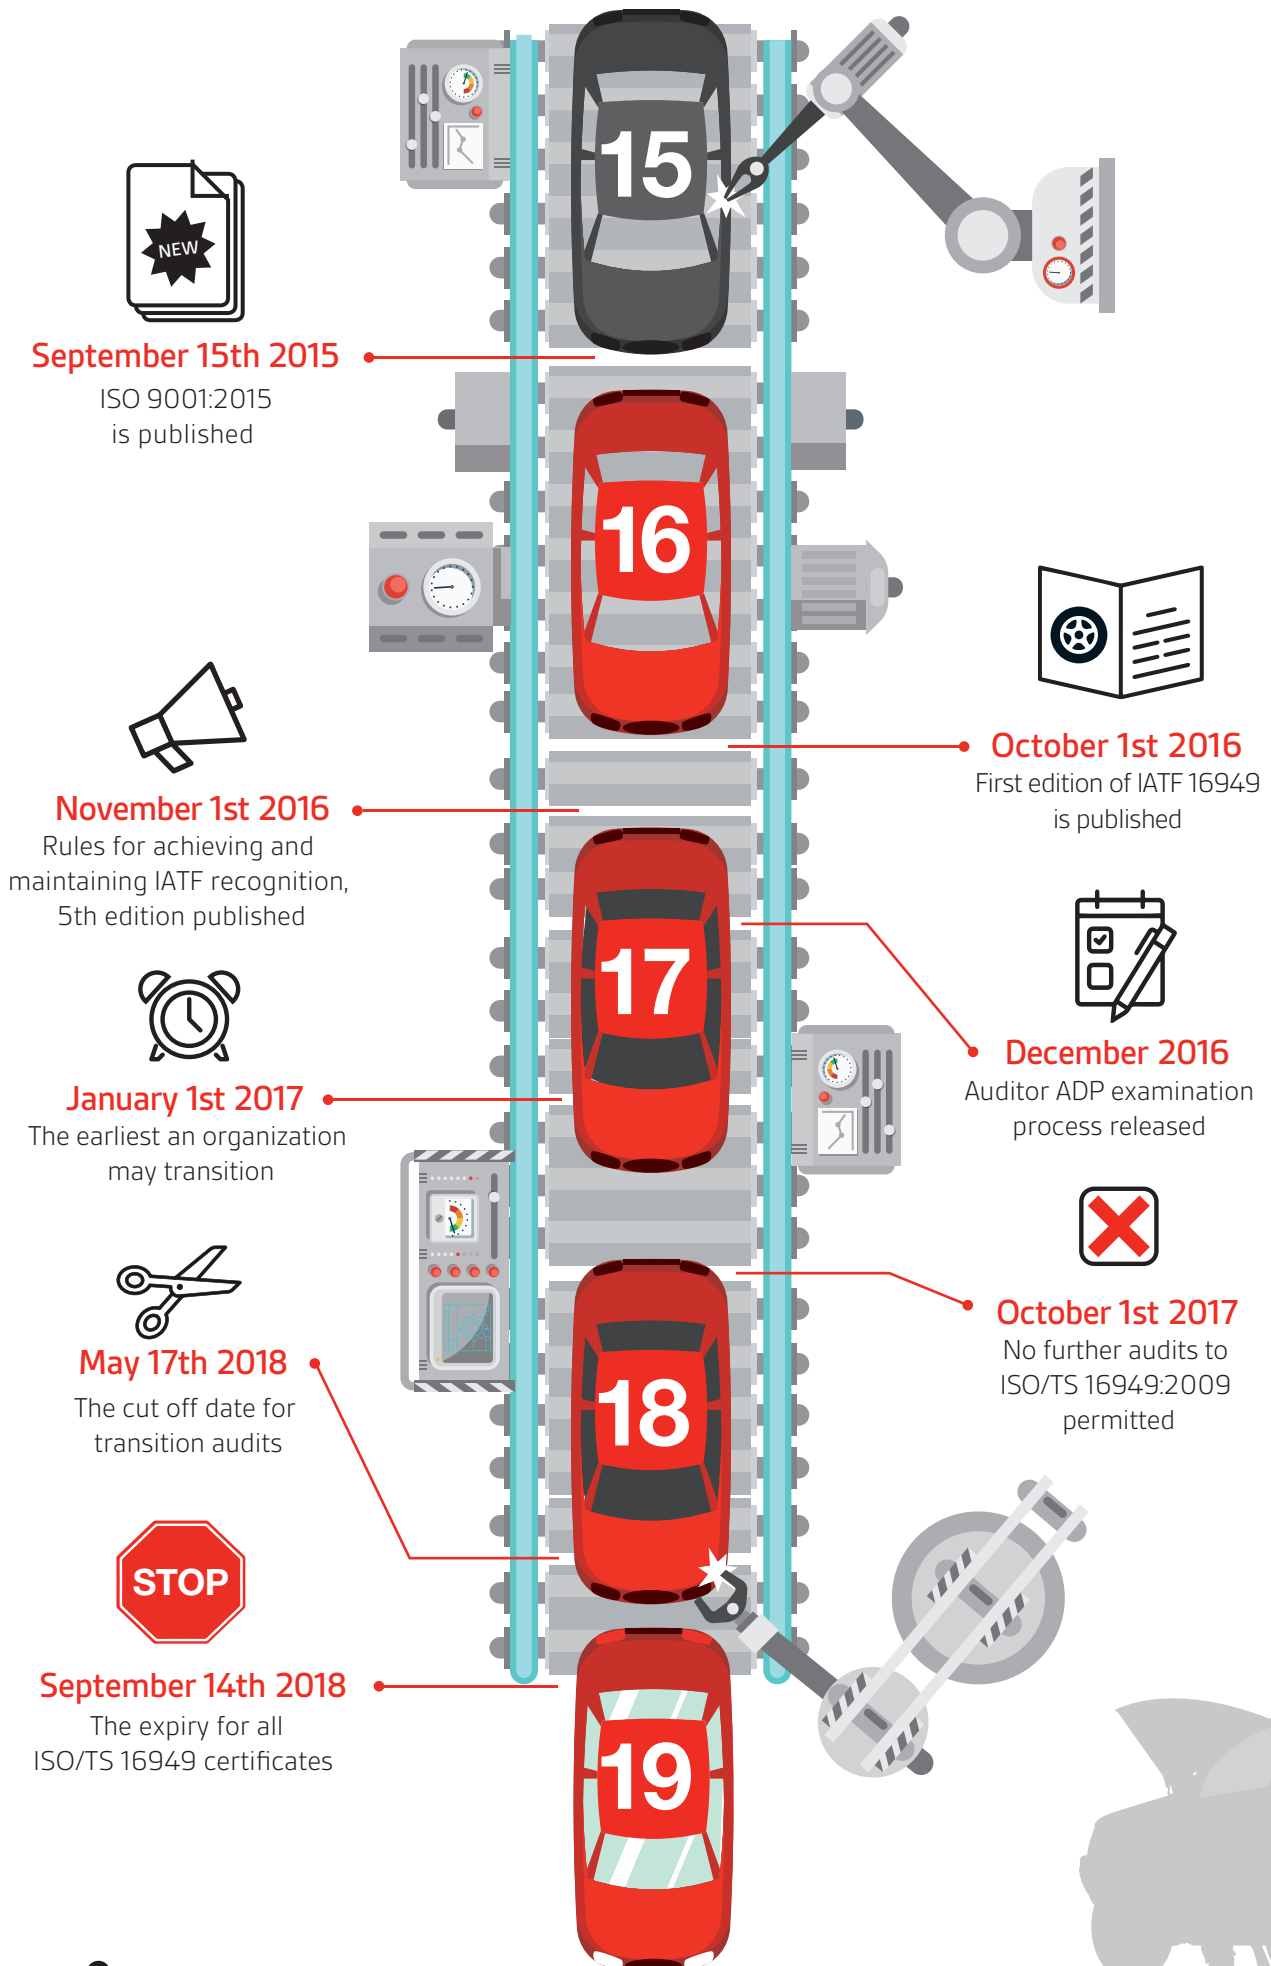 15
NEW
September 15th 2015
ISO 9001:2015
is published
16
October 1st 2016
First edition of IATF 16949
is published
November 1st 2016
Rules for achieving and
maintaining IATF recognition,
5th edition published
17
December 2016
Auditor ADP examination
process released
January 1st 2017
The earliest an organization
may transition
October 1st 2017
No further audits to
ISO/TS 16949:2009
permitted
18
May 17th 2018
The cut off date for
transition audits
STOP
September 14th 2018
The expiry for all
ISO/TS 16949 certificates
19